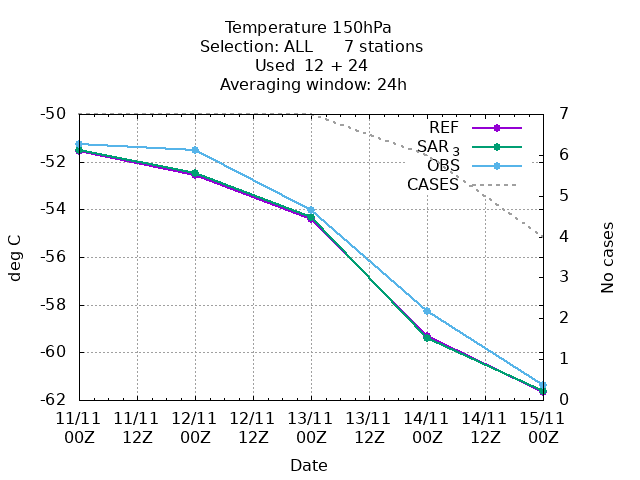 Temperature 150hPa
Selection: ALL      7 stations
Used  12 + 24
Averaging window: 24h
-50
-52
-54
-56
-58
-60
-62
7
6
5
4
3
2
1
0
REF
SAR 3
OBS
CASES
deg C
No cases
11/11 11/11 12/11 12/11 13/11 13/11 14/11 14/11 15/11
00Z 12Z 00Z 12Z 00Z 12Z 00Z 12Z 00Z
Date